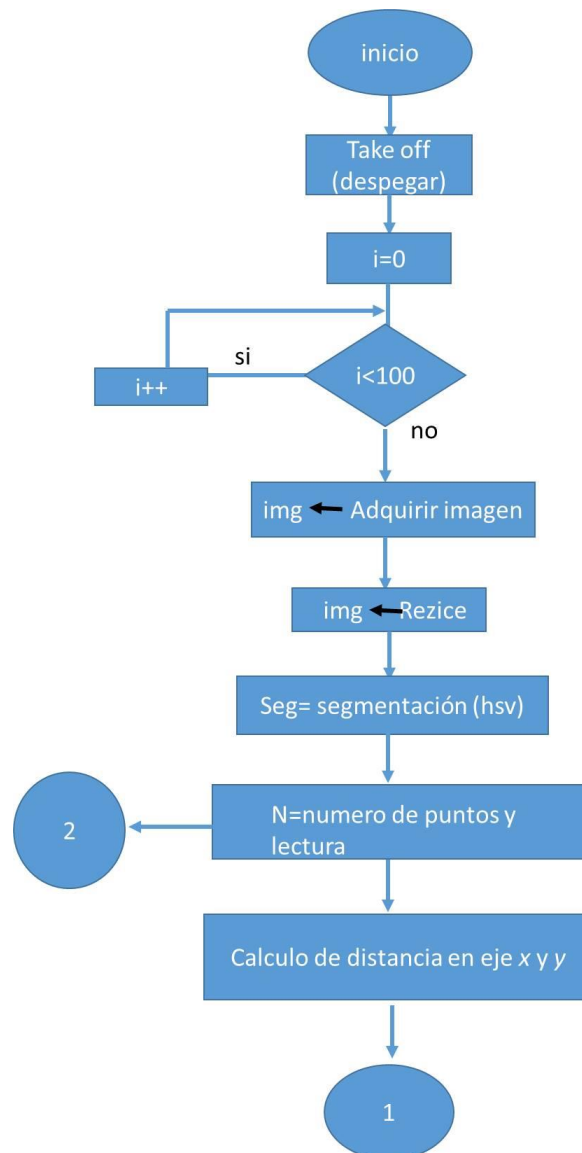 inicio
Take off
(despegar)
i=0
si
i++
i<100
no
img ← Adquirir imagen
img ← Rezice
Seg= segmentación (hsv)
N=numero de puntos y
lectura
2
Calculo de distancia en eje x y y
1